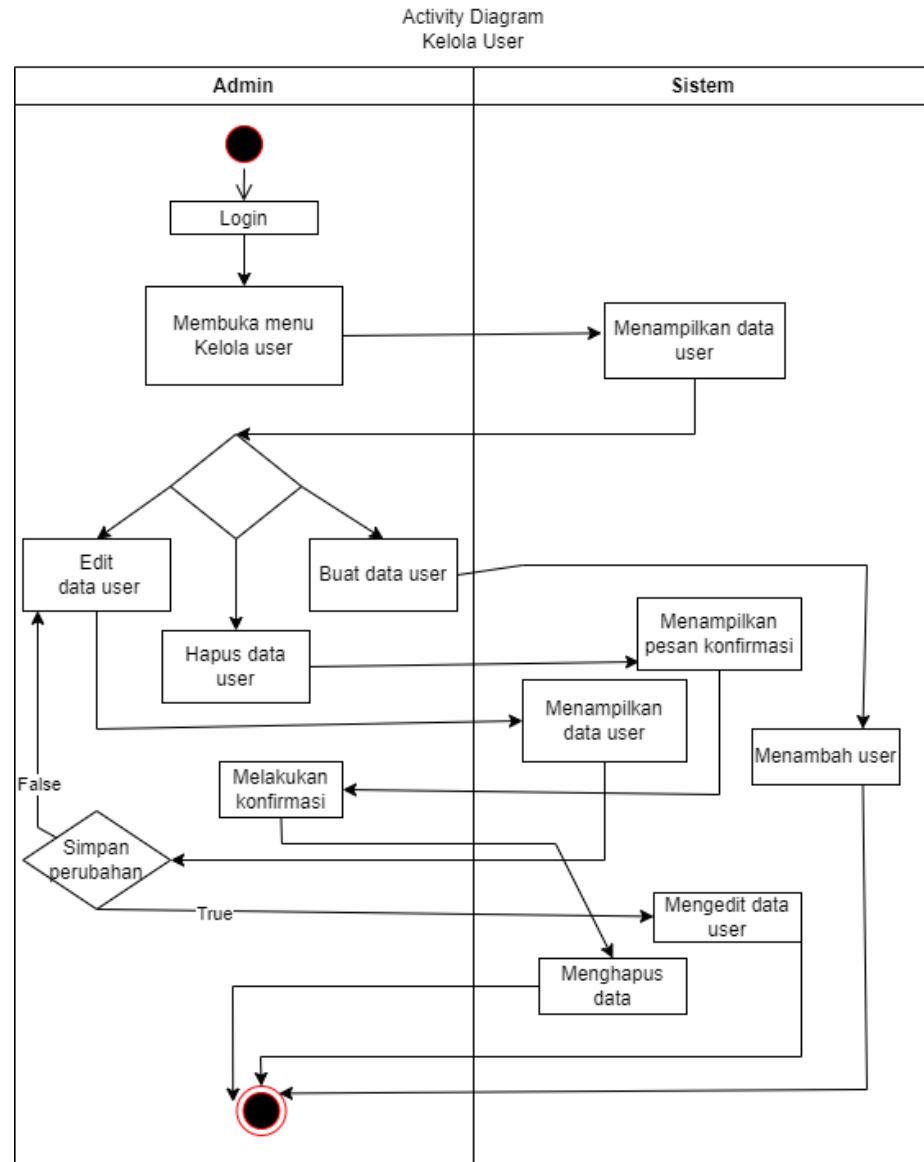 Activity Diagram
Kelola User
Admin
Sistem
Login
Membuka menu
Kelola user
Menampilkan data
user
Edit
data user
Buat data user
Hapus data
user
Menampilkan
pesan konfirmasi
Menampilkan
data user
Menambah user
False
Melakukan
konfirmasi
Simpan
perubahan
True
Mengedit data
user
Menghapus
data